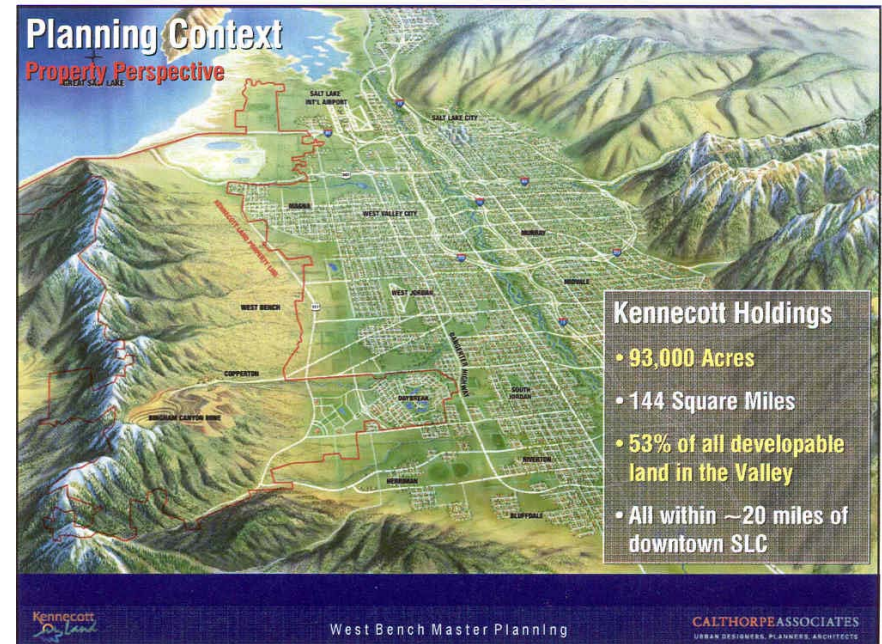 Planning Context
Property Perspective
GREAT SALT LAKE
SALT LAKE
INT'L AIRPORT
SALT LAKE CITY
MAGNA
WEST VALLEY CITY
KENNECOTT LAND PROPERTY LINE
MURRAY
MIDVALE
WEST BENCH
WEST JORDAN
BANGERTER HIGHWAY
COPPERTON
DAYBREAK
SOUTH
JORDAN
BINGHAM CANYON MINE
HERRIMAN
RIVERTON
BLUFFDALE
Kennecott Holdings
• 93,000 Acres
• 144 Square Miles
• 53% of all developable
land in the Valley
• All within ~20 miles of
downtown SLC
Kennecott
Land
West Bench Master Planning
CALTHORPEASSOCIATES
URBAN DESIGNERS, PLANNERS, ARCHITECTS